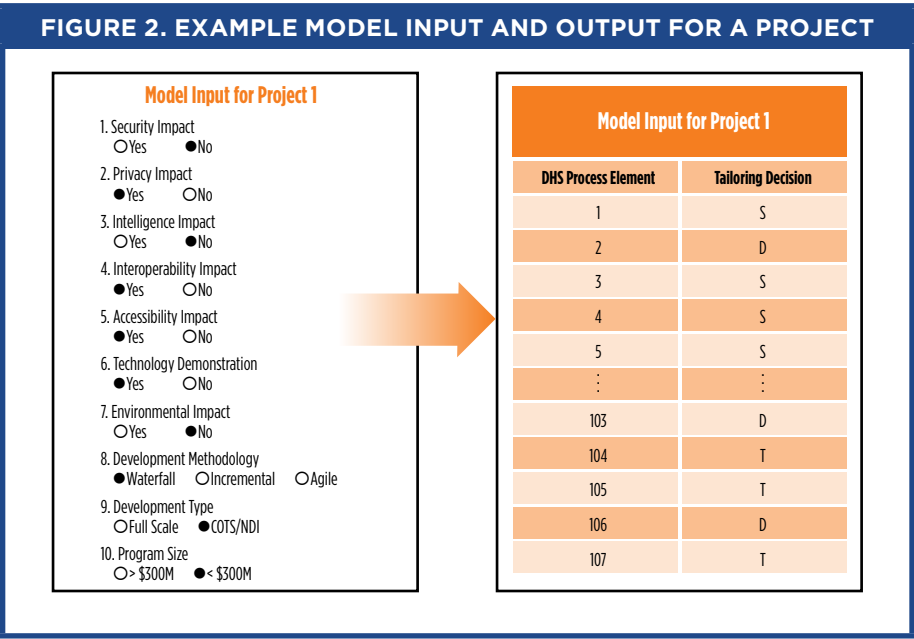 FIGURE 2. EXAMPLE MODEL INPUT AND OUTPUT FOR A PROJECT
Model Input for Project 1
1. Security Impact
Yes No
2. Privacy Impact
Yes No
3. Intelligence Impact
Yes No
4. Interoperability Impact
Yes No
5. Accessibility Impact
Yes No
6. Technology Demonstration
Yes No
7. Environmental Impact
Yes No
8. Development Methodology
Waterfall Incremental Agile
9. Development Type
Full Scale COTS/NDI
10. Program Size
> $300M < $300M
Model Input for Project 1
DHS Process Element Tailoring Decision
1 S
2 D
3 S
4 S
5 S
⋮ ⋮
103 D
104 T
105 T
106 D
107 T